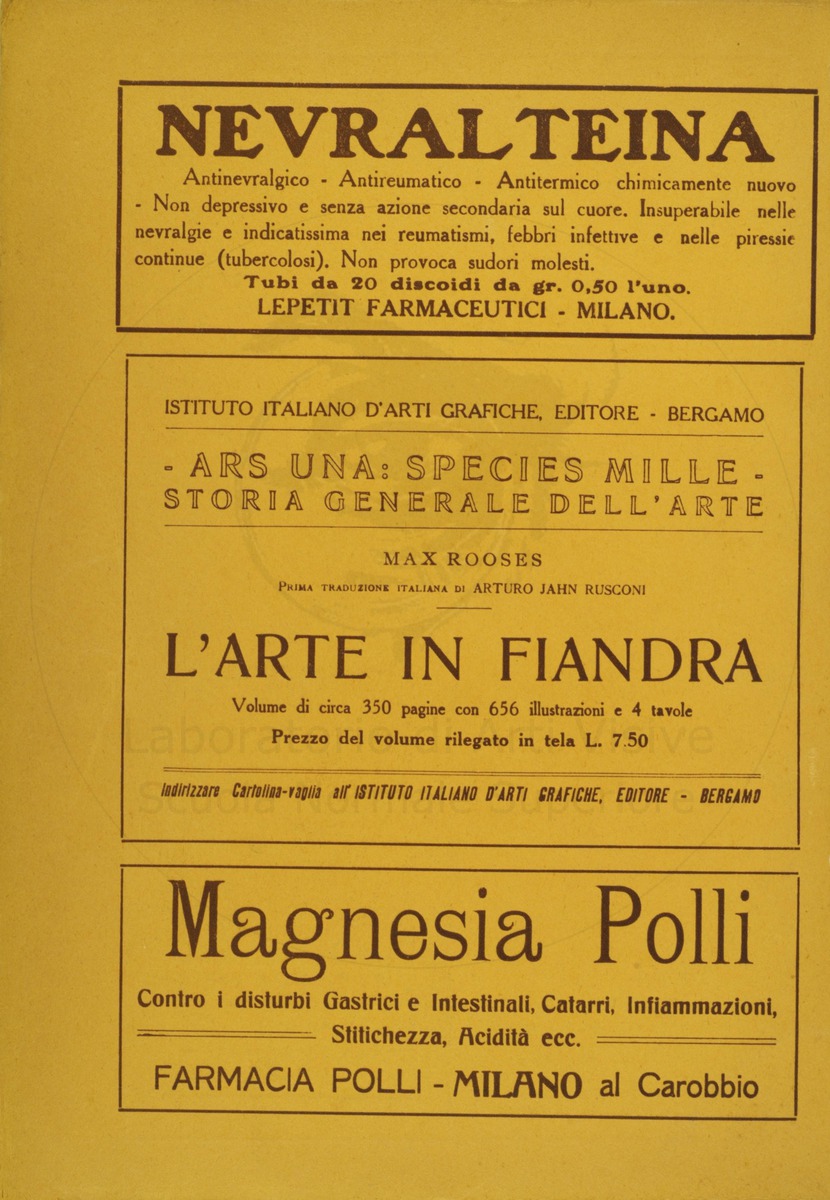 NEVRALTEINA
Antinevralgico - Antireumatico - Antitermico chimicamente nuovo
- Non depressivo e senza azione secondaria sul cuore. Insuperabile nelle
nevralgie e indicatissima nei reumatismi, febbri infettive e nelle piressie
continue (tubercolosi). Non provoca sudori molesti.
Tubi da 20 discoidi da gr. 0,50 l'uno.
LEPETIT FARMACEUTICI - MILANO.
ISTITUTO ITALIANO D'ARTI GRAFICHE, EDITORE - BERGAMO
- ARS UNA: SPECIES MILLE -
STORIA GENERALE DELL'ARTE
MAX ROOSES
PRIMA TRADUZIONE ITALIANA DI ARTURO JAHN RUSCONI
L'ARTE IN FIANDRA
Volume di circa 350 pagine con 656 illustrazioni e 4 tavole
Prezzo del volume rilegato in tela L. 7.50
Indirizzare Cartolina-vaglia all'ISTITUTO ITALIANO D'ARTI GRAFICHE, EDITORE - BERGAMO
Magnesia Polli
Contro i disturbi Gastrici e Intestinali, Catarri, Infiammazioni,
Stitichezza, Acidità ecc.
FARMACIA POLLI - MILANO al Carobbio